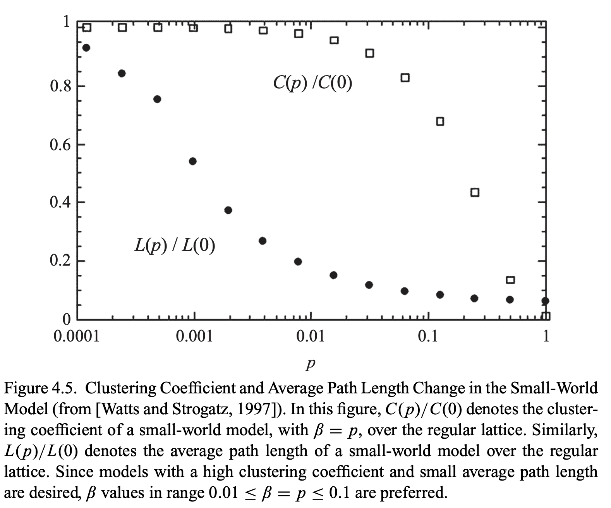 1
0.8
0.6
0.4
0.2
0
C(p) /C(0)
L(p) / L(0)
0.0001 0.001 0.01 0.1 1
p
Figure 4.5. Clustering Coefficient and Average Path Length Change in the Small-World
Model (from [Watts and Strogatz, 1997]). In this figure, C(p)/C(0) denotes the cluster-
ing coefficient of a small-world model, with β = p, over the regular lattice. Similarly,
L(p)/L(0) denotes the average path length of a small-world model over the regular
lattice. Since models with a high clustering coefficient and small average path length
are desired, β values in range 0.01 ≤ β = p ≤ 0.1 are preferred.